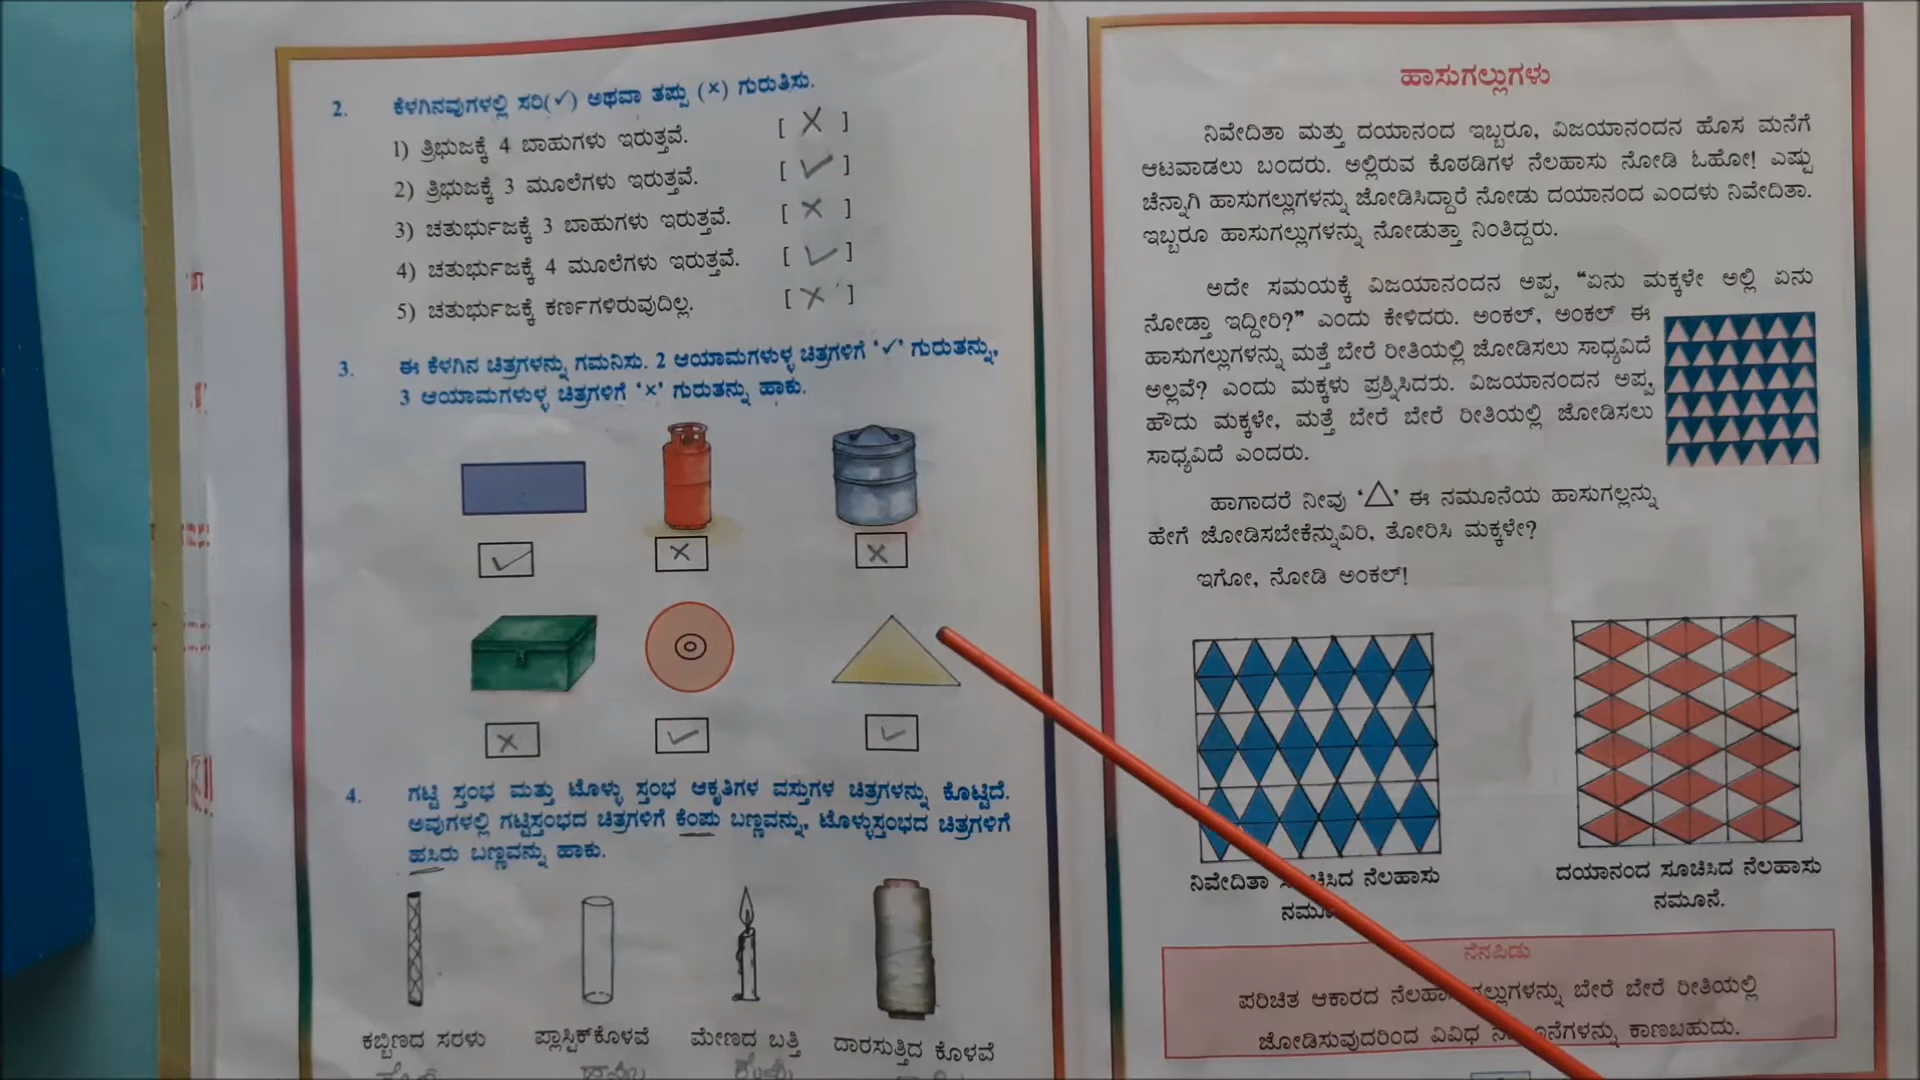 2. ಕೆಳಗಿನವುಗಳಲ್ಲಿ ಸರಿ(✓) ಅಥವಾ ತಪ್ಪು (×) ಗುರುತಿಸು.
1) ತ್ರಿಭುಜಕ್ಕೆ 4 ಬಾಹುಗಳು ಇರುತ್ತವೆ. [ × ]
2) ತ್ರಿಭುಜಕ್ಕೆ 3 ಮೂಲೆಗಳು ಇರುತ್ತವೆ. [ ✓ ]
3) ಚತುರ್ಭುಜಕ್ಕೆ 3 ಬಾಹುಗಳು ಇರುತ್ತವೆ. [ × ]
4) ಚತುರ್ಭುಜಕ್ಕೆ 4 ಮೂಲೆಗಳು ಇರುತ್ತವೆ. [ ✓ ]
5) ಚತುರ್ಭುಜಕ್ಕೆ ಕರ್ಣಗಳಿರುವುದಿಲ್ಲ. [ × ]
3. ಈ ಕೆಳಗಿನ ಚಿತ್ರಗಳನ್ನು ಗಮನಿಸು. 2 ಆಯಾಮಗಳುಳ್ಳ ಚಿತ್ರಗಳಿಗೆ ‘✓’ ಗುರುತನ್ನು,
3 ಆಯಾಮಗಳುಳ್ಳ ಚಿತ್ರಗಳಿಗೆ ‘×’ ಗುರುತನ್ನು ಹಾಕು.
✓ × ×
× ✓ ✓
4. ಗಟ್ಟಿ ಸ್ತಂಭ ಮತ್ತು ಟೊಳ್ಳು ಸ್ತಂಭ ಆಕೃತಿಗಳ ವಸ್ತುಗಳ ಚಿತ್ರಗಳನ್ನು ಕೊಟ್ಟಿದೆ.
ಅವುಗಳಲ್ಲಿ ಗಟ್ಟಿಸ್ತಂಭದ ಚಿತ್ರಗಳಿಗೆ ಕೆಂಪು ಬಣ್ಣವನ್ನು, ಟೊಳ್ಳುಸ್ತಂಭದ ಚಿತ್ರಗಳಿಗೆ
ಹಸಿರು ಬಣ್ಣವನ್ನು ಹಾಕು.
ಕಬ್ಬಿಣದ ಸರಳು ಪ್ಲಾಸ್ಟಿಕ್‌ಕೊಳವೆ ಮೇಣದ ಬತ್ತಿ ದಾರಸುತ್ತಿದ ಕೊಳವೆ
ಹಾಸುಗಲ್ಲುಗಳು
ನಿವೇದಿತಾ ಮತ್ತು ದಯಾನಂದ ಇಬ್ಬರೂ, ವಿಜಯಾನಂದನ ಹೊಸ ಮನೆಗೆ
ಆಟವಾಡಲು ಬಂದರು. ಅಲ್ಲಿರುವ ಕೊಠಡಿಗಳ ನೆಲಹಾಸು ನೋಡಿ ಓಹೋ! ಎಷ್ಟು
ಚೆನ್ನಾಗಿ ಹಾಸುಗಲ್ಲುಗಳನ್ನು ಜೋಡಿಸಿದ್ದಾರೆ ನೋಡು ದಯಾನಂದ ಎಂದಳು ನಿವೇದಿತಾ.
ಇಬ್ಬರೂ ಹಾಸುಗಲ್ಲುಗಳನ್ನು ನೋಡುತ್ತಾ ನಿಂತಿದ್ದರು.
ಅದೇ ಸಮಯಕ್ಕೆ ವಿಜಯಾನಂದನ ಅಪ್ಪ, “ಏನು ಮಕ್ಕಳೇ ಅಲ್ಲಿ ಏನು
ನೋಡ್ತಾ ಇದ್ದೀರಿ?” ಎಂದು ಕೇಳಿದರು. ಅಂಕಲ್, ಅಂಕಲ್ ಈ
ಹಾಸುಗಲ್ಲುಗಳನ್ನು ಮತ್ತೆ ಬೇರೆ ರೀತಿಯಲ್ಲಿ ಜೋಡಿಸಲು ಸಾಧ್ಯವಿದೆ
ಅಲ್ಲವೆ? ಎಂದು ಮಕ್ಕಳು ಪ್ರಶ್ನಿಸಿದರು. ವಿಜಯಾನಂದನ ಅಪ್ಪ,
ಹೌದು ಮಕ್ಕಳೇ, ಮತ್ತೆ ಬೇರೆ ಬೇರೆ ರೀತಿಯಲ್ಲಿ ಜೋಡಿಸಲು
ಸಾಧ್ಯವಿದೆ ಎಂದರು.
ಹಾಗಾದರೆ ನೀವು ‘△’ ಈ ನಮೂನೆಯ ಹಾಸುಗಲ್ಲನ್ನು
ಹೇಗೆ ಜೋಡಿಸಬೇಕೆನ್ನುವಿರಿ, ತೋರಿಸಿ ಮಕ್ಕಳೇ?
ಇಗೋ, ನೋಡಿ ಅಂಕಲ್!
ನಿವೇದಿತಾ ಸೂಚಿಸಿದ ನೆಲಹಾಸು
ನಮೂನೆ.
ದಯಾನಂದ ಸೂಚಿಸಿದ ನೆಲಹಾಸು
ನಮೂನೆ.
ನೆನಪಿಡು
ಪರಿಚಿತ ಆಕಾರದ ನೆಲಹಾಸುಗಲ್ಲುಗಳನ್ನು ಬೇರೆ ಬೇರೆ ರೀತಿಯಲ್ಲಿ
ಜೋಡಿಸುವುದರಿಂದ ವಿವಿಧ ನಮೂನೆಗಳನ್ನು ಕಾಣಬಹುದು.